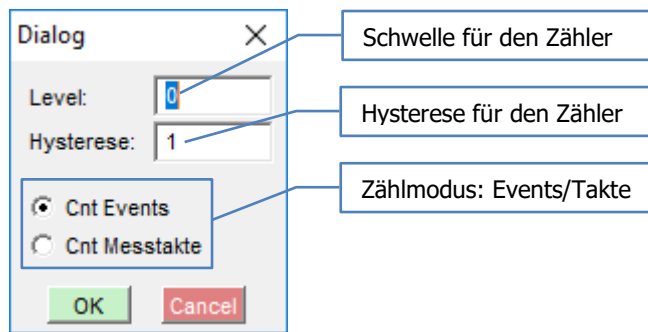 Dialog
Schwelle für den Zähler
Level: 0
Hysterese: 1
Hysterese für den Zähler
Zählmodus: Events/Takte
Cnt Events
Cnt Messtakte
OK Cancel